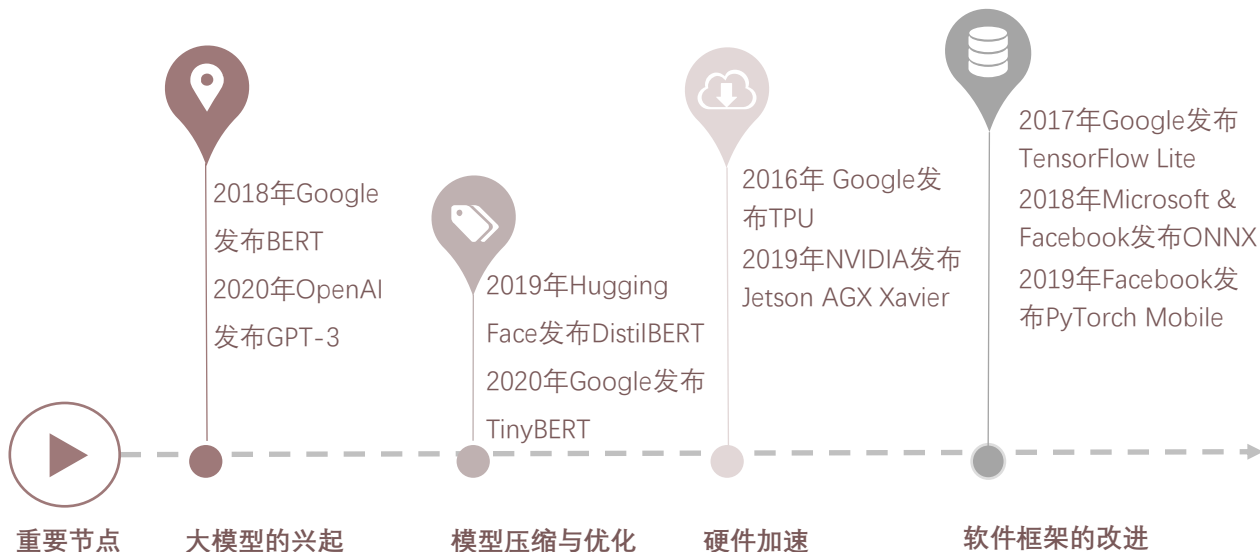 2018年Google
发布BERT
2020年OpenAI
发布GPT-3
2019年Hugging
Face发布DistilBERT
2020年Google发布
TinyBERT
2016年 Google发
布TPU
2019年NVIDIA发布
Jetson AGX Xavier
2017年Google发布
TensorFlow Lite
2018年Microsoft &
Facebook发布ONNX
2019年Facebook发
布PyTorch Mobile
重要节点
大模型的兴起
模型压缩与优化
硬件加速
软件框架的改进